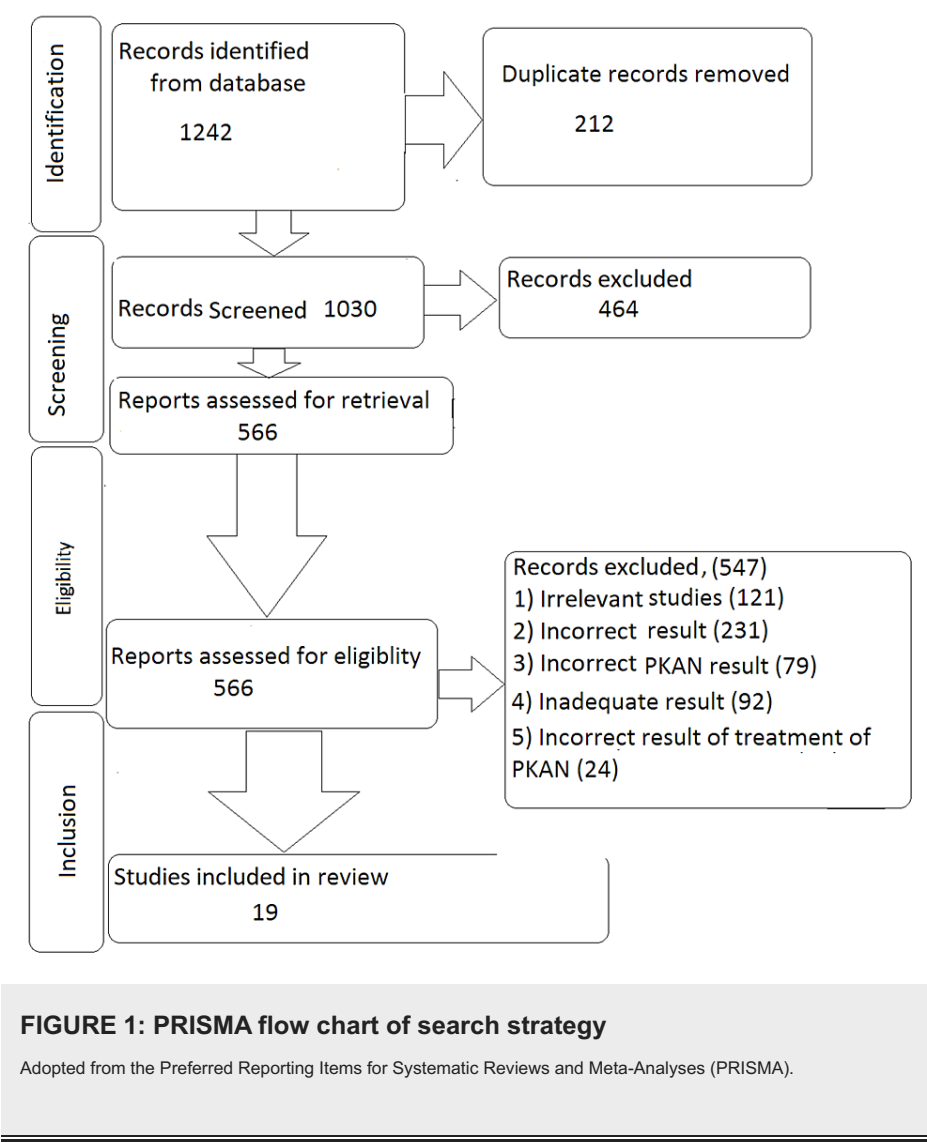 Identification
Records identified
from database
1242
Duplicate records removed
212
Screening
Records Screened 1030
Records excluded
464
Reports assessed for retrieval
566
Eligibility
Reports assessed for eligiblity
566
Records excluded, (547)
1) Irrelevant studies (121)
2) Incorrect result (231)
3) Incorrect PKAN result (79)
4) Inadequate result (92)
5) Incorrect result of treatment of
PKAN (24)
Inclusion
Studies included in review
19
FIGURE 1: PRISMA flow chart of search strategy
Adopted from the Preferred Reporting Items for Systematic Reviews and Meta-Analyses (PRISMA).